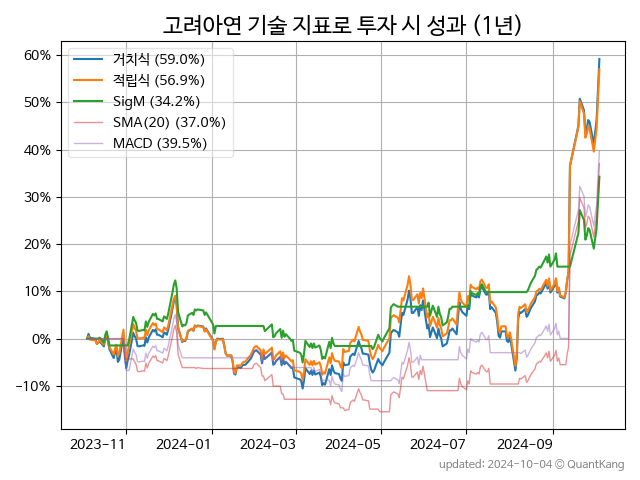 고려아연 기술 지표로 투자 시 성과 (1년)
60%
50%
40%
30%
20%
10%
0%
−10%
거치식 (59.0%)
적립식 (56.9%)
SigM (34.2%)
SMA(20) (37.0%)
MACD (39.5%)
2023-11
2024-01
2024-03
2024-05
2024-07
2024-09
updated: 2024-10-04 ⓒ QuantKang